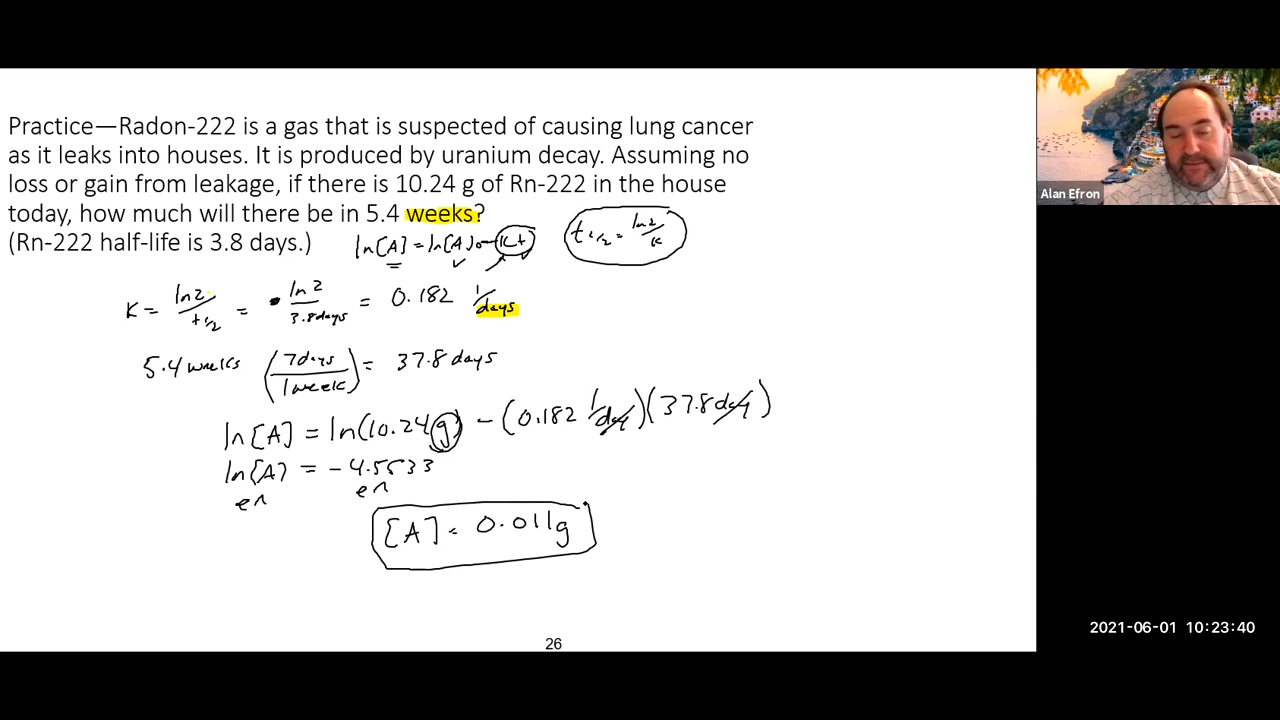 Practice—Radon-222 is a gas that is suspected of causing lung cancer
as it leaks into houses. It is produced by uranium decay. Assuming no
loss or gain from leakage, if there is 10.24 g of Rn-222 in the house
today, how much will there be in 5.4 weeks?
(Rn-222 half-life is 3.8 days.)
ln[A] = ln[A]₀ - kt
t 1/2 = ln2/k
K = ln2/t1/2 = ln2/3.8days = 0.182 1/days
5.4 weeks (7days/1week) = 37.8 days
ln[A] = ln(10.24g) - (0.182 1/day)(37.8day)
ln[A] = -4.5533
e^ e^
[A] = 0.011g
26
Alan Efron
2021-06-01 10:23:40